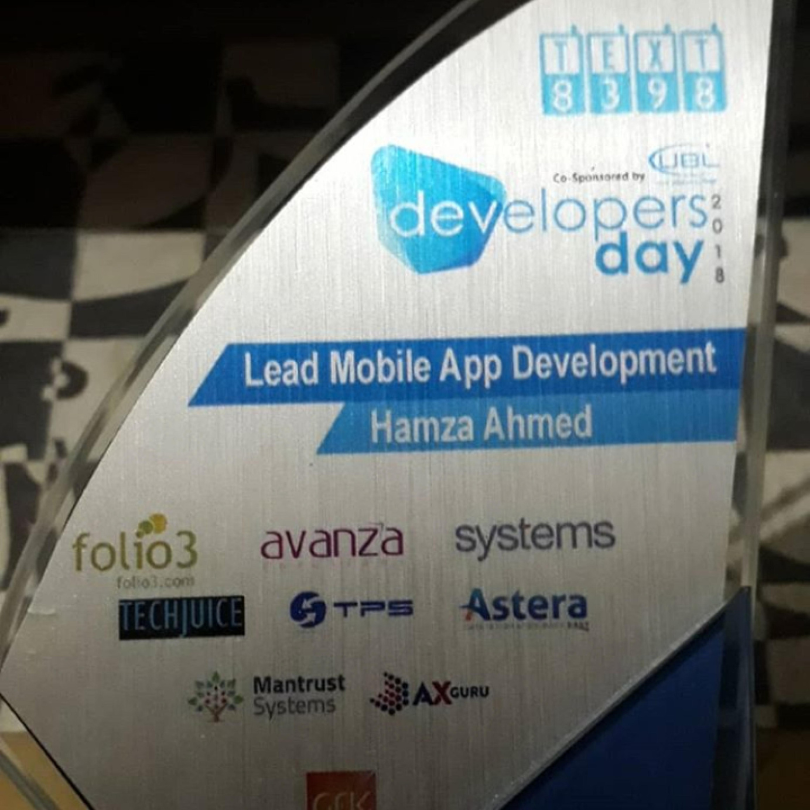 TEXT
8398
Co-Sponsored by UBL
developers
day
2018
Lead Mobile App Development
Hamza Ahmed
folio3 avanza systems
folio3.com
TECHJUICE TPS Astera
Mantrust
Systems
AXGURU